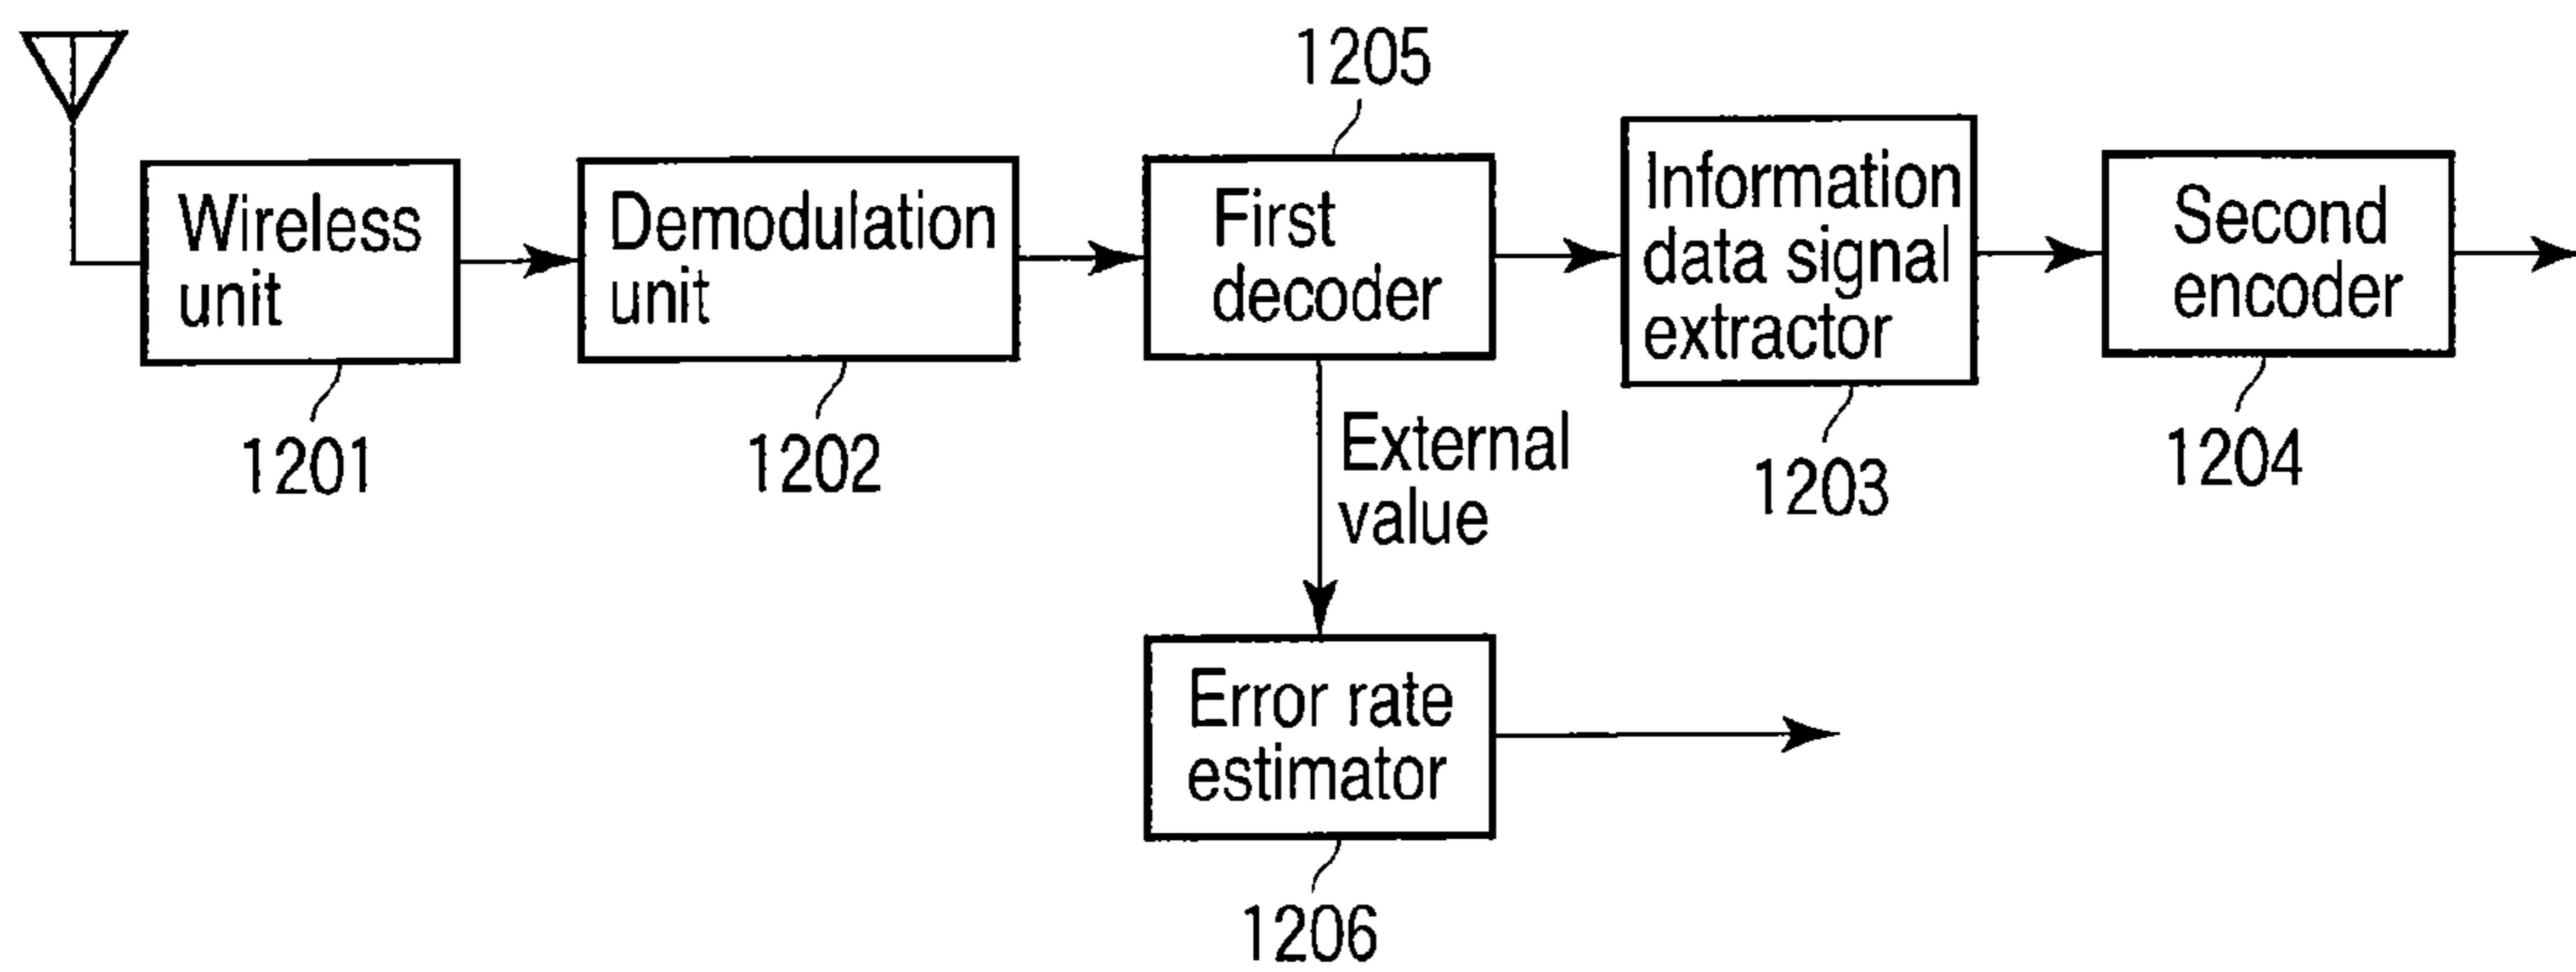 1205
Wireless
unit
Demodulation
unit
First
decoder
Information
data signal
extractor
Second
encoder
1201
1202
External
value
1203
1204
Error rate
estimator
1206